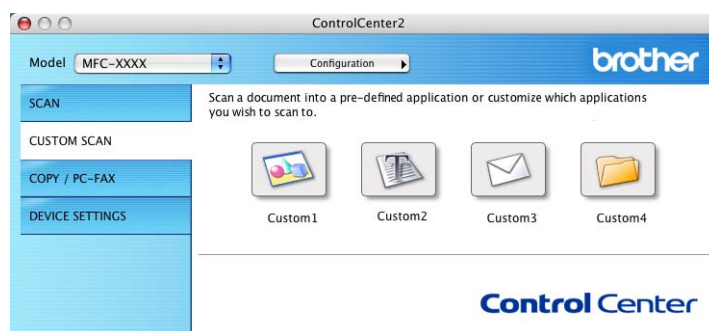 ControlCenter2
Model MFC-XXXX Configuration brother
SCAN
CUSTOM SCAN
COPY / PC-FAX
DEVICE SETTINGS
Scan a document into a pre-defined application or customize which applications
you wish to scan to.
Custom1 Custom2 Custom3 Custom4
Control Center